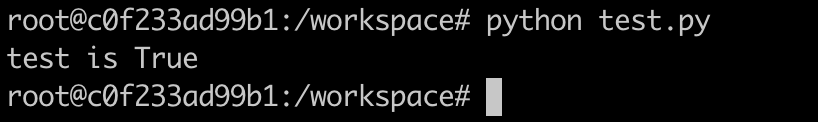 root@c0f233ad99b1:/workspace# python test.py
test is True
root@c0f233ad99b1:/workspace#